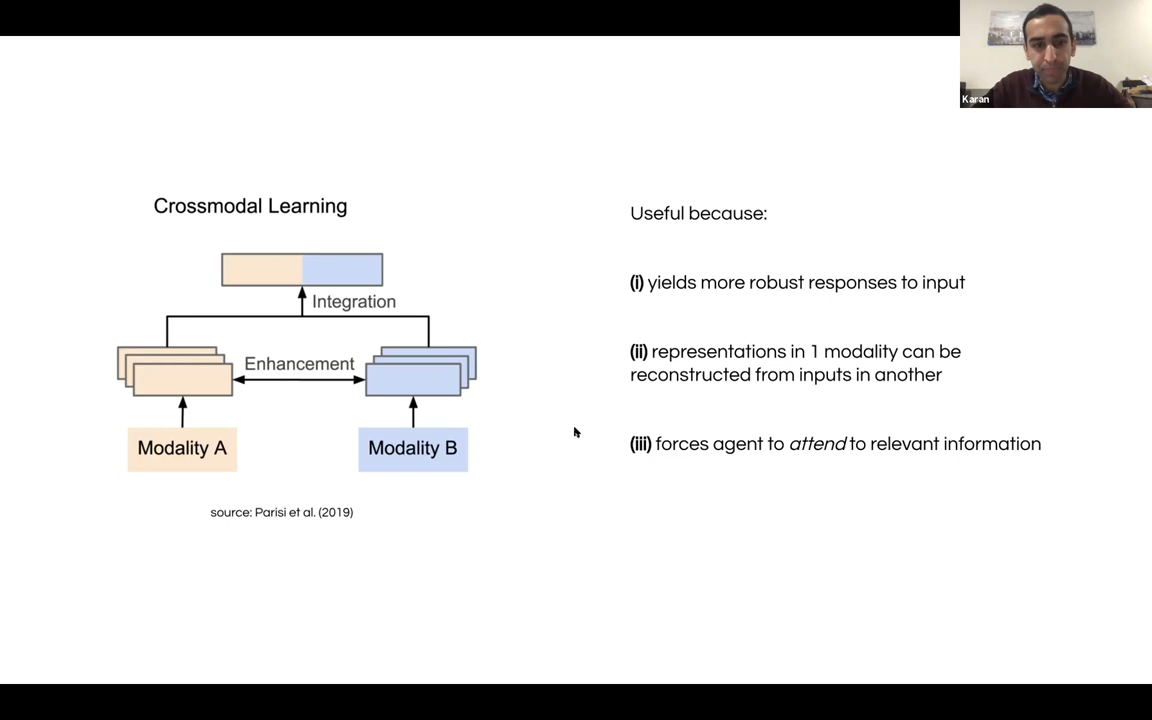 Karan
Crossmodal Learning
Integration
Enhancement
Modality A
Modality B
source: Parisi et al. (2019)
Useful because:
(i) yields more robust responses to input
(ii) representations in 1 modality can be
reconstructed from inputs in another
(iii) forces agent to attend to relevant information